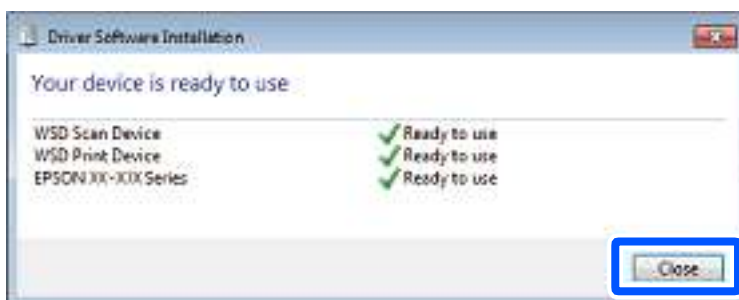 Driver Software Installation
Your device is ready to use
WSD Scan Device Ready to use
WSD Print Device Ready to use
EPSON XX-XXX Series Ready to use
Close